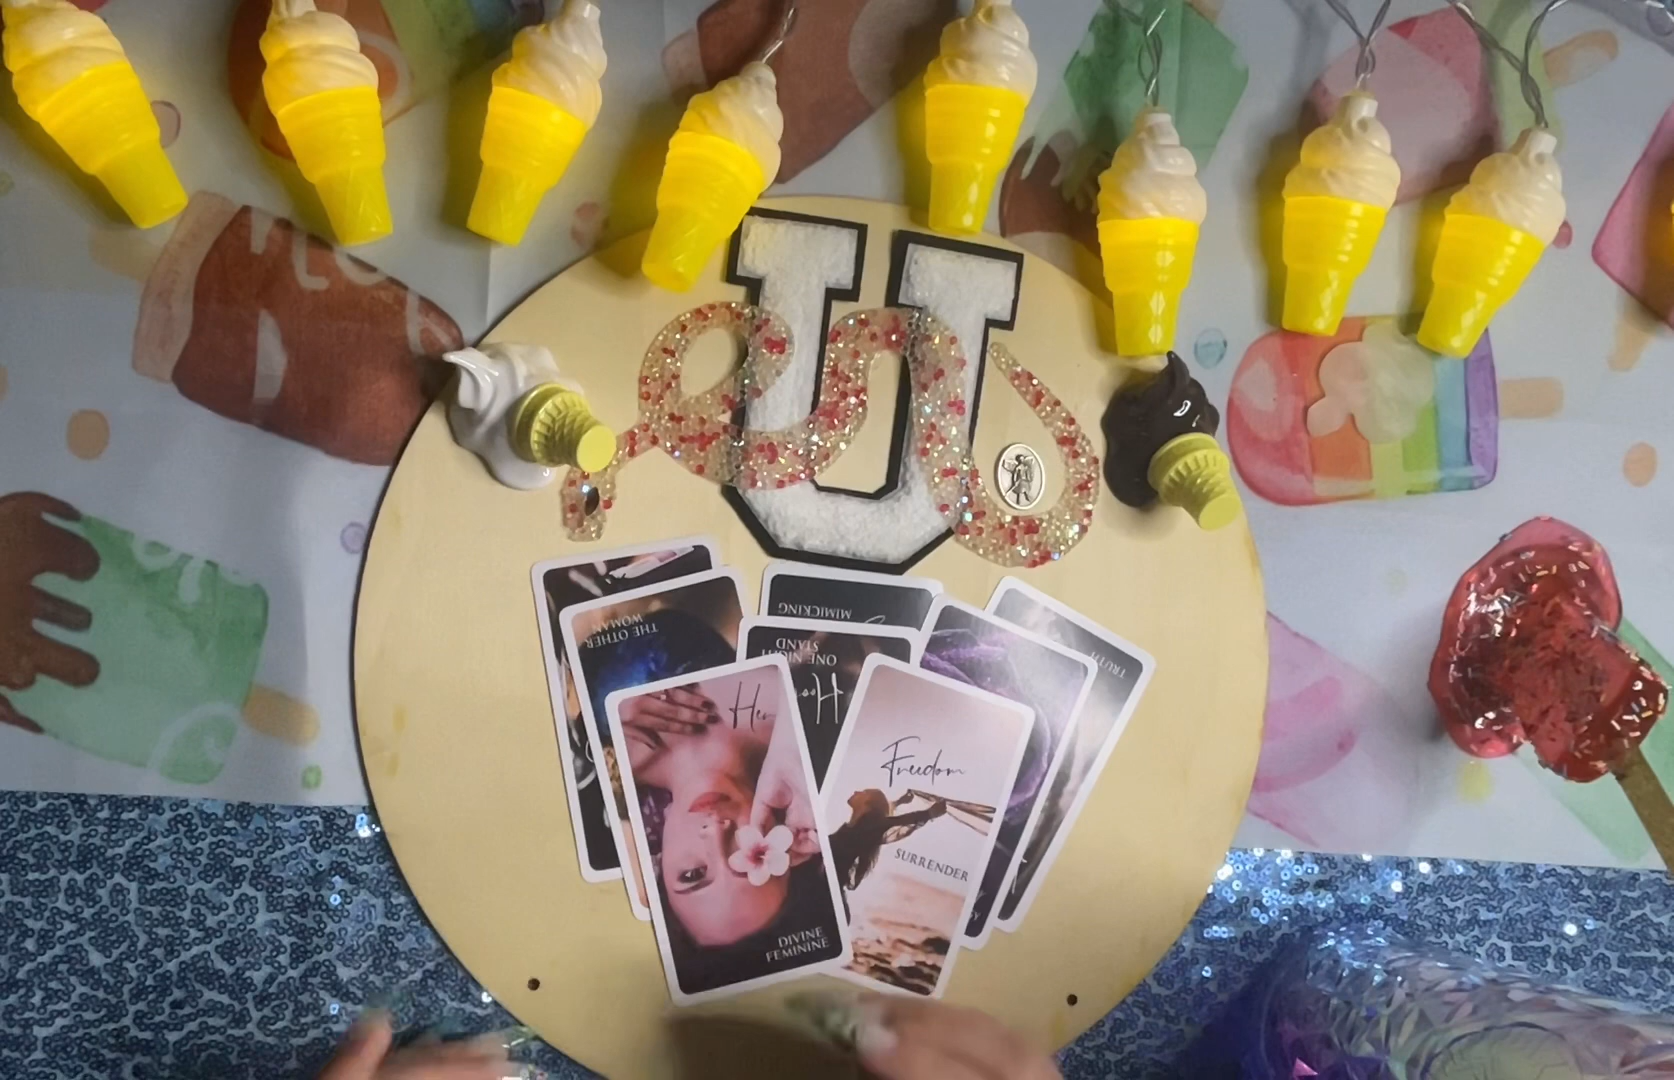 U
THE OTHER
WOMAN
MIMICKING
ONE NIGHT
STAND
TRUTH
Her
DIVINE
FEMININE
Freedom
SURRENDER